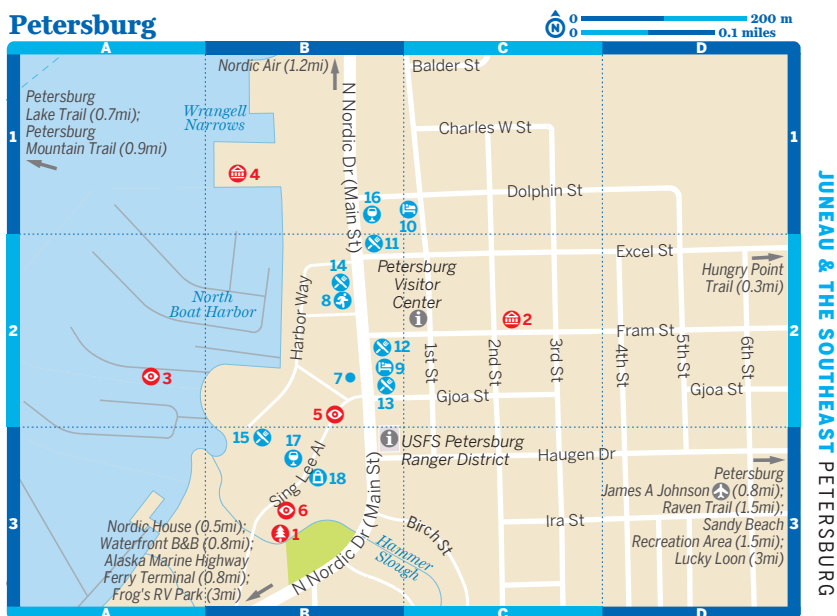 Petersburg
N
0 200 m
0 0.1 miles
A B C D
Nordic Air (1.2mi)
Balder St
Petersburg
Lake Trail (0.7mi);
Petersburg
Mountain Trail (0.9mi)
Wrangell
Narrows
N Nordic Dr (Main St)
Charles W St
1
1
4
16
10
Dolphin St
11
Excel St
14
8
Petersburg
Visitor
Center
Hungry Point
Trail (0.3mi)
North
Boat Harbor
Harbor Way
2
2
2
Fram St
12
1st St
2nd St
3rd St
4th St
5th St
6th St
3
7
9
13
Gjoa St
Gjoa St
5
15
17
USFS Petersburg
Ranger District
Haugen Dr
Sing Lee Al
18
6
1
3
3
Nordic House (0.5mi);
Waterfront B&B (0.8mi);
Alaska Marine Highway
Ferry Terminal (0.8mi);
Frog's RV Park (3mi)
N Nordic Dr (Main St)
Birch St
Hammer
Slough
Ira St
Petersburg
James A Johnson (0.8mi);
Raven Trail (1.5mi);
Sandy Beach
Recreation Area (1.5mi);
Lucky Loon (3mi)
A B C D
JUNEAU & THE SOUTHEAST PETERSBURG